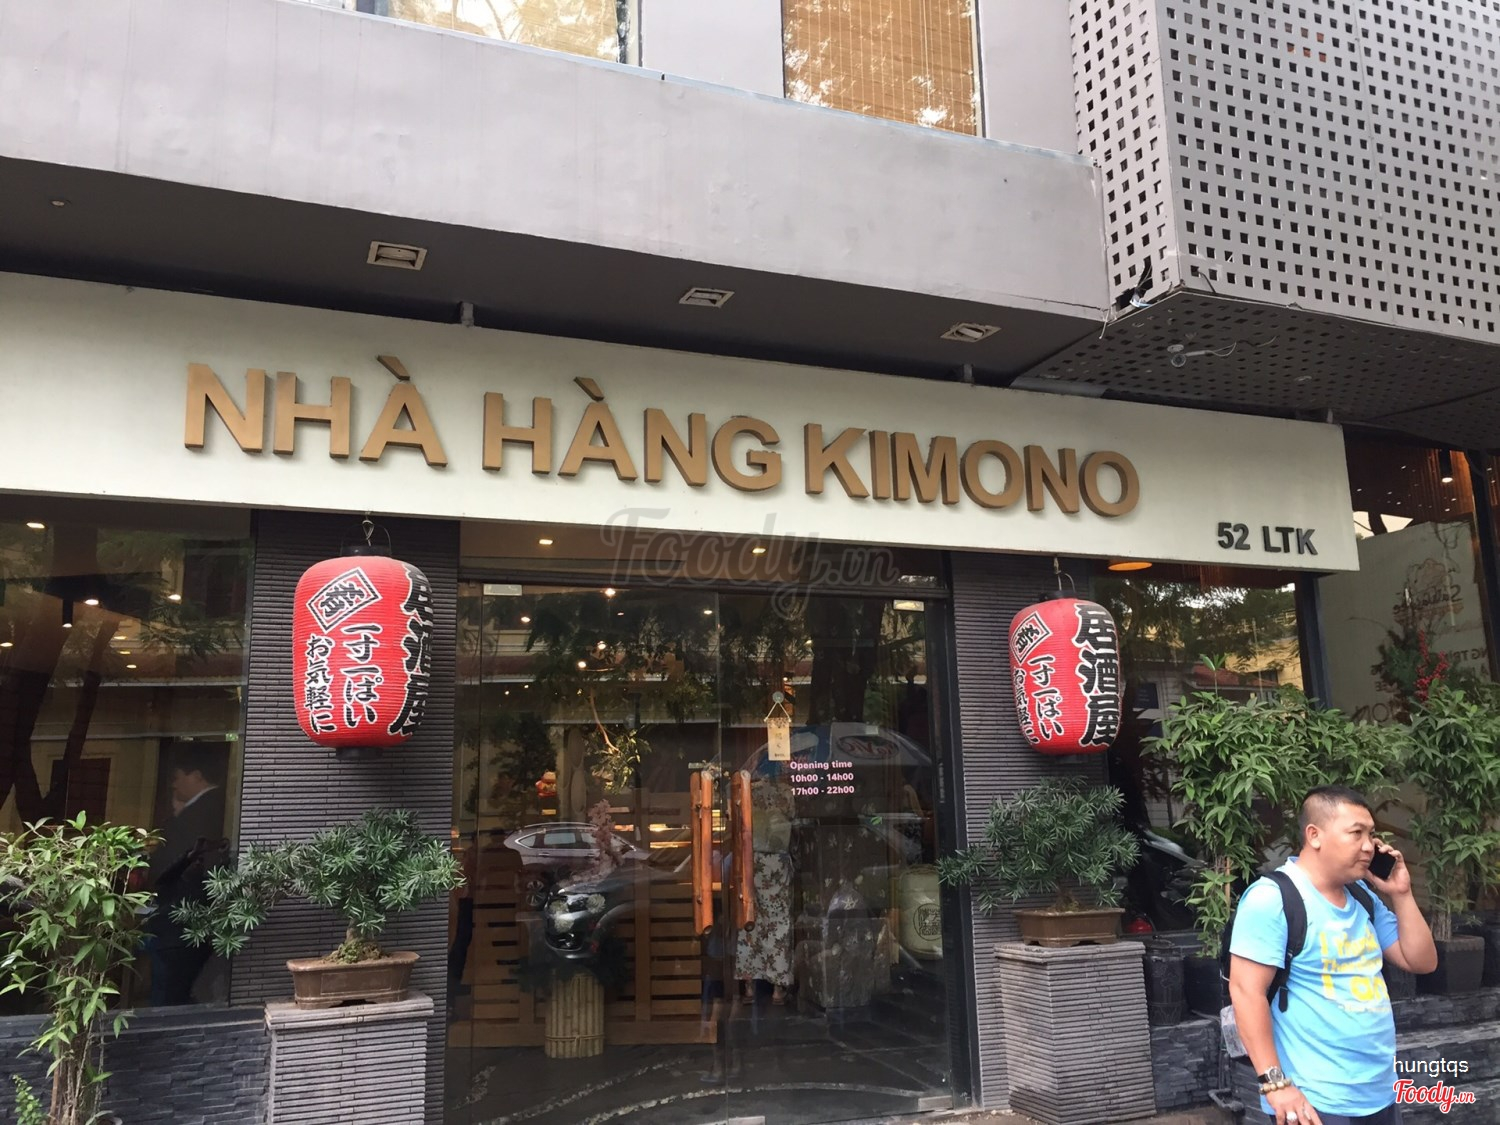 NHÀ HÀNG KIMONO
52 LTK
居酒屋
一寸一ぱい
お気軽に
居酒屋
一寸一ぱい
お気軽に
Foody.vn
Opening time
10h00 - 14h00
17h00 - 22h00
hungtqs
Foody.vn